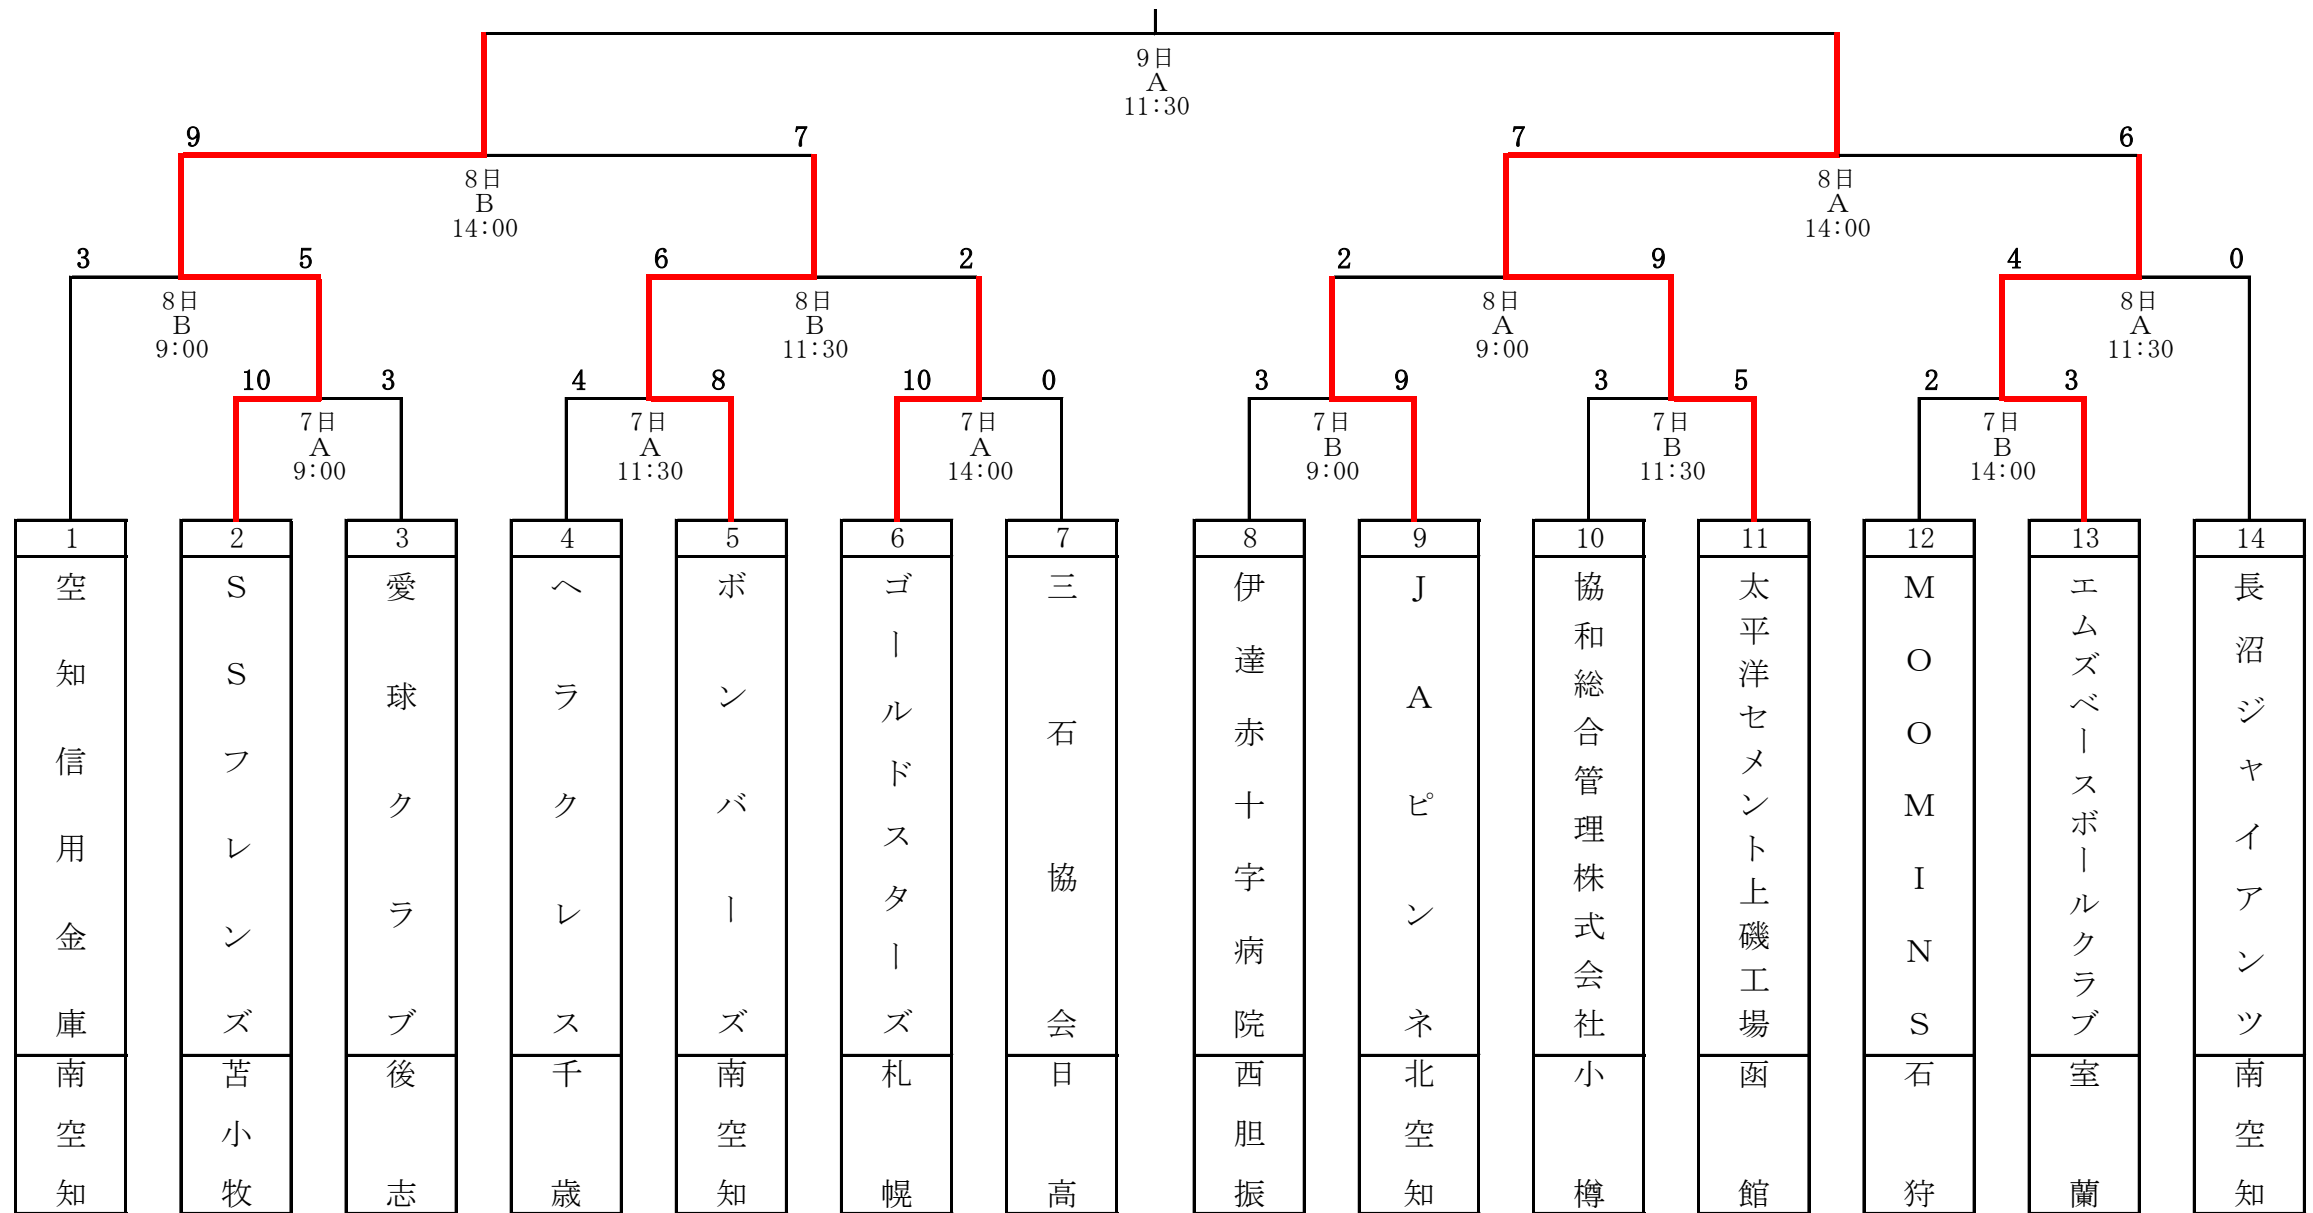 9日
A
11:30
9
7
7
6
8日
B
14:00
8日
A
14:00
3
5
6
2
2
9
4
0
8日
B
9:00
8日
B
11:30
8日
A
9:00
8日
A
11:30
10
3
4
8
10
0
3
9
3
5
2
3
7日
A
9:00
7日
A
11:30
7日
A
14:00
7日
B
9:00
7日
B
11:30
7日
B
14:00
1
空知信用金庫
南空知
2
SSフレンズ
苫小牧
3
愛球クラブ
後志
4
ヘラクレス
千歳
5
ボンバーズ
南空知
6
ゴールドスターズ
札幌
7
三石協会
日高
8
伊達赤十字病院
西胆振
9
JAピンネ
北空知
10
協和総合管理株式会社
小樽
11
太平洋セメント上磯工場
函館
12
MOOMINS
石狩
13
エムズベースボールクラブ
室蘭
14
長沼ジャイアンツ
南空知